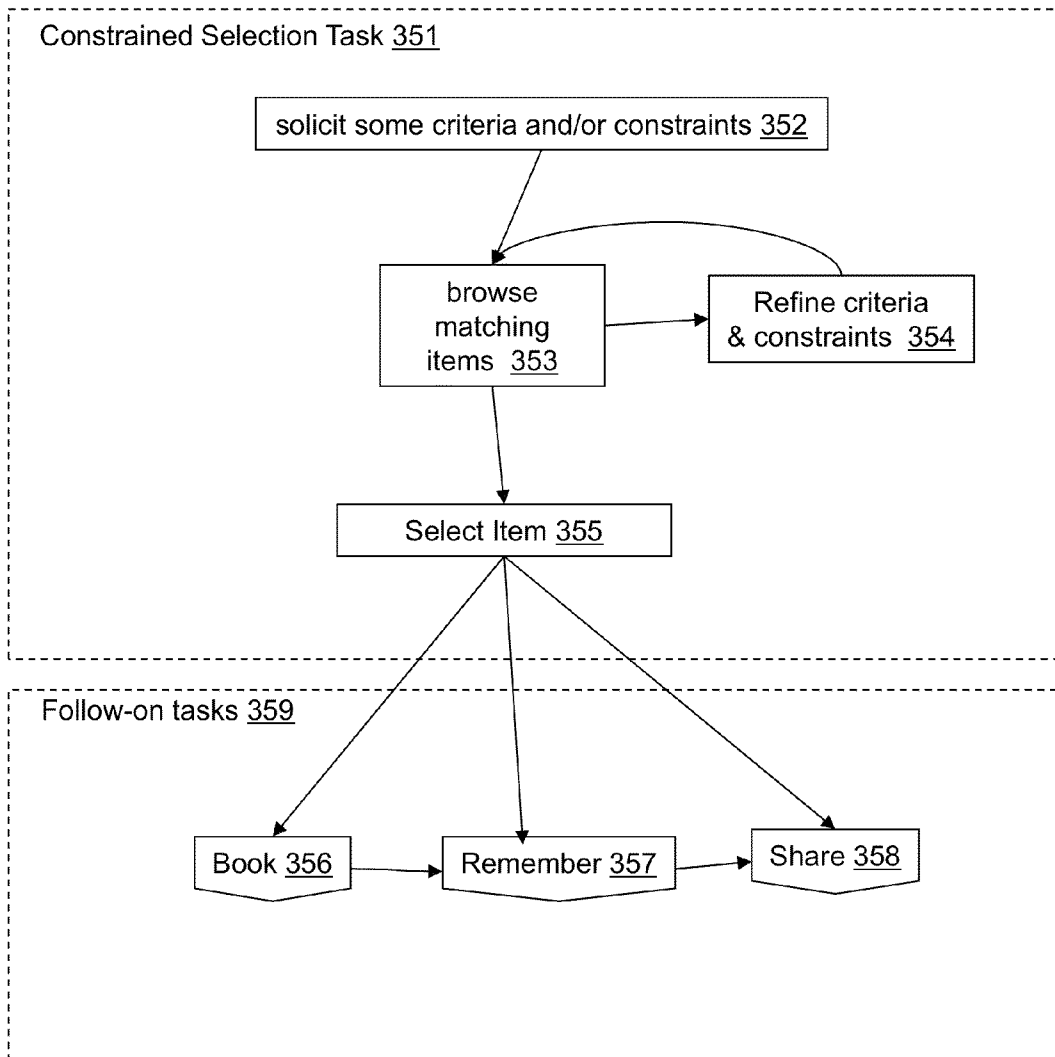 Constrained Selection Task 351
solicit some criteria and/or constraints 352
browse
matching
items 353
Refine criteria
& constraints 354
Select Item 355
Follow-on tasks 359
Book 356
Remember 357
Share 358